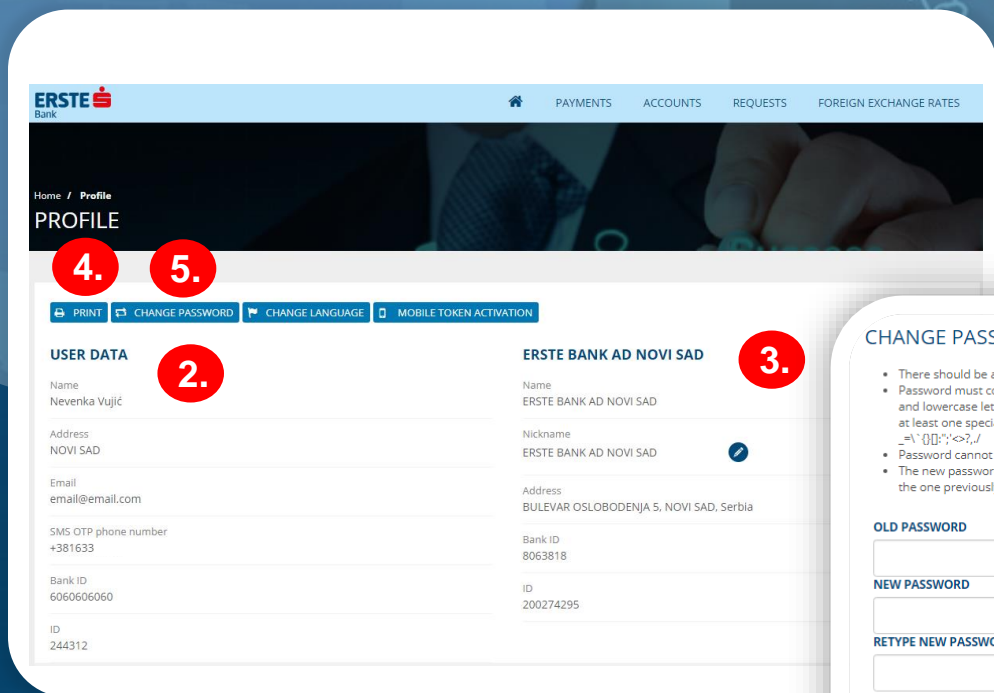 ERSTE
Bank
PAYMENTS ACCOUNTS REQUESTS FOREIGN EXCHANGE RATES
Home / Profile
PROFILE
4. 5.
PRINT CHANGE PASSWORD CHANGE LANGUAGE MOBILE TOKEN ACTIVATION
USER DATA
2.
Name
Nevenka Vujić
Address
NOVI SAD
Email
email@email.com
SMS OTP phone number
+381633
Bank ID
6060606060
ID
244312
ERSTE BANK AD NOVI SAD
3.
Name
ERSTE BANK AD NOVI SAD
Nickname
ERSTE BANK AD NOVI SAD
Address
BULEVAR OSLOBODENJA 5, NOVI SAD, Serbia
Bank ID
8063818
ID
200274295
CHANGE PASS
• There should be a
• Password must co
and lowercase let
at least one speci
_=\`{}[]:";'<>?,./
• Password cannot
• The new passwor
the one previousl
OLD PASSWORD
NEW PASSWORD
RETYPE NEW PASSWO